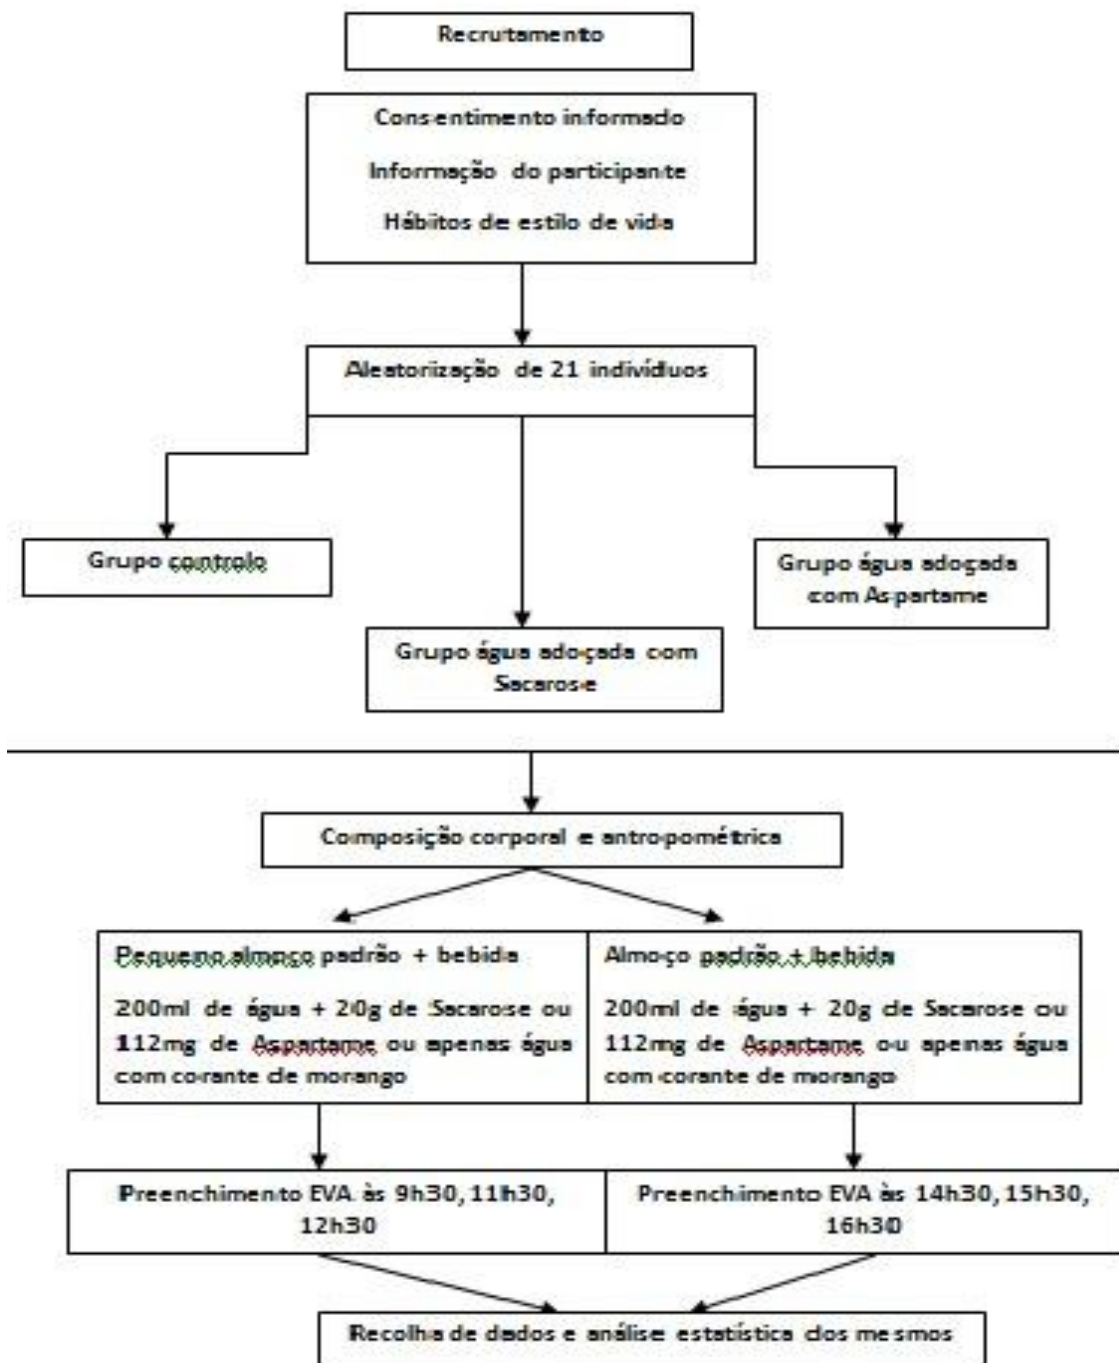 Recrutamento
Consentimento informado
Informação do participante
Hábitos de estilo de vida
Aleatorização de 21 indivíduos
Grupo controlo
Grupo água adoçada com
Sacarose
Grupo água adoçada
com Aspartame
Composição corporal e antropométrica
Pequeno almoço padrão + bebida
200ml de água + 20g de Sacarose ou
112mg de Aspartame ou apenas água
com corante de morango
Almoço padrão + bebida
200ml de água + 20g de Sacarose ou
112mg de Aspartame ou apenas água
com corante de morango
Preenchimento EVA às 9h30, 11h30,
12h30
Preenchimento EVA às 14h30, 15h30,
16h30
Recolha de dados e análise estatística dos mesmos